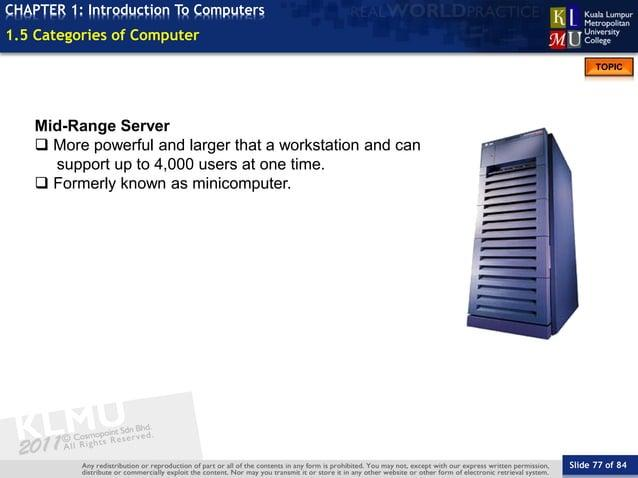 CHAPTER 1: Introduction To Computers
REALWORLDPRACTICE
1.5 Categories of Computer
KL
MU
Kuala Lumpur
Metropolitan
University
College
TOPIC
Mid-Range Server
❑ More powerful and larger that a workstation and can
support up to 4,000 users at one time.
❑ Formerly known as minicomputer.
KLMU
2011© Cosmopoint Sdn Bhd.
All Rights Reserved.
Any redistribution or reproduction of part or all of the contents in any form is prohibited. You may not, except with our express written permission,
distribute or commercially exploit the content. Nor may you transmit it or store it in any other website or other form of electronic retrieval system.
Slide 77 of 84